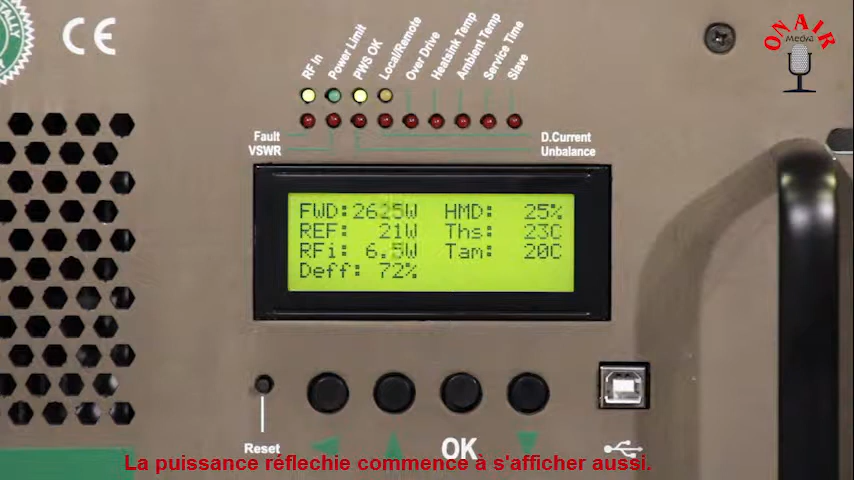 CE
ON AIR
Media
RF In
Power Limit
PWS OK
Local/Remote
Over Drive
Heatsink Temp
Ambient Temp
Service Time
Slave
Fault
VSWR
D.Current
Unbalance
FWD:2625W HMD: 25%
REF: 21W Ths: 23C
RFi: 6.5W Tam: 20C
Deff: 72%
Reset
OK
La puissance réflechie commence à s'afficher aussi.